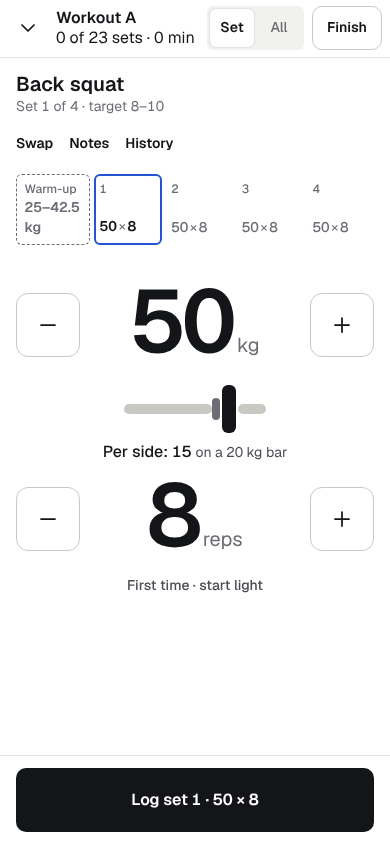 Workout A
0 of 23 sets · 0 min
Set
All
Finish
Back squat
Set 1 of 4 · target 8–10
Swap Notes History
Warm-up
25–42.5
kg
1
50×8
2
50×8
3
50×8
4
50×8
−
50 kg
+
Per side: 15 on a 20 kg bar
−
8 reps
+
First time · start light
Log set 1 · 50 × 8